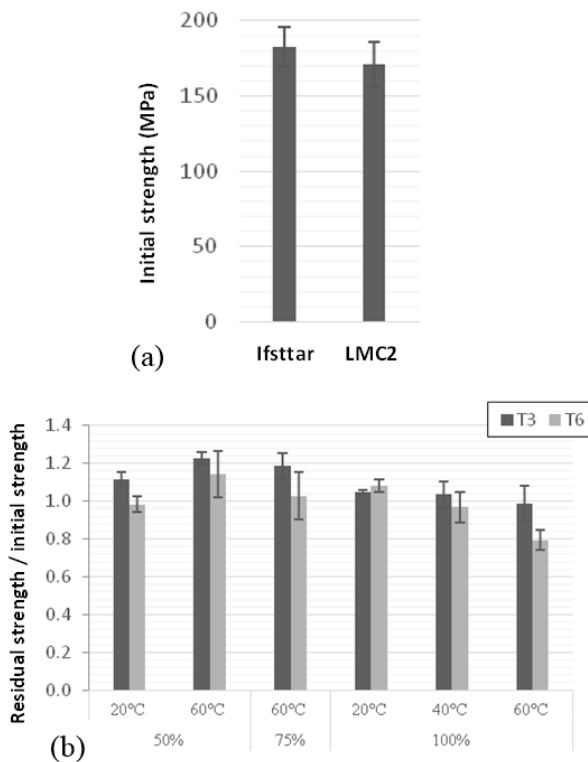 200
150
100
50
0
Initial strength (MPa)
Ifsttar LMC2
(a)
T3 T6
1.4
1.2
1.0
0.8
0.6
0.4
0.2
0.0
Residual strength / initial strength
20°C 60°C 60°C 20°C 40°C 60°C
50% 75% 100%
(b)